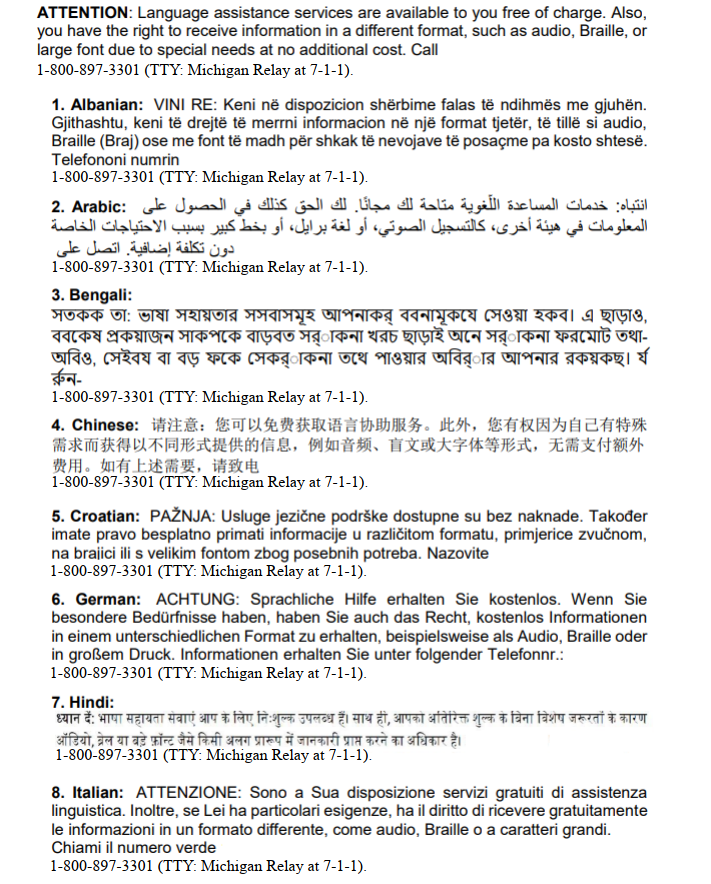 ATTENTION: Language assistance services are available to you free of charge. Also,
you have the right to receive information in a different format, such as audio, Braille, or
large font due to special needs at no additional cost. Call
1-800-897-3301 (TTY: Michigan Relay at 7-1-1).
1. Albanian: VINI RE: Keni në dispozicion shërbime falas të ndihmës me gjuhën.
Gjithashtu, keni të drejtë të merrni informacion në një format tjetër, të tillë si audio,
Braille (Braj) ose me font të madh për shkak të nevojave të posaçme pa kosto shtesë.
Telefononi numrin
1-800-897-3301 (TTY: Michigan Relay at 7-1-1).
2. Arabic: انتباه: خدمات المساعدة اللّغوية متاحة لك مجانًا. لك الحق كذلك في الحصول على
المعلومات في هيئة أخرى، كالتسجيل الصوتي، أو لغة برايل، أو بخط كبير بسبب الاحتياجات الخاصة
دون تكلفة إضافية. اتصل على
1-800-897-3301 (TTY: Michigan Relay at 7-1-1).
3. Bengali:
সতকক তা: ভাষা সহায়তার সসবাসমূহ আপনাকর্ ববনামূকযে সেওয়া হকব। এ ছাড়াও,
ববকেষ প্রকয়াজন সাকপকে বাড়বত সর্াকনা খরচ ছাড়াই অনে সর্াকনা ফরমোট তথা-
অবিও, সেইবয বা বড় ফকে সেকর্াকনা তথে পাওয়ার অবির্ার আপনার রকয়কছ। র্য
র্রুন-
1-800-897-3301 (TTY: Michigan Relay at 7-1-1).
4. Chinese: 请注意：您可以免费获取语言协助服务。此外，您有权因为自己有特殊
需求而获得以不同形式提供的信息，例如音频、盲文或大字体等形式，无需支付额外
费用。如有上述需要，请致电
1-800-897-3301 (TTY: Michigan Relay at 7-1-1).
5. Croatian: PAŽNJA: Usluge jezične podrške dostupne su bez naknade. Također
imate pravo besplatno primati informacije u različitom formatu, primjerice zvučnom,
na brajici ili s velikim fontom zbog posebnih potreba. Nazovite
1-800-897-3301 (TTY: Michigan Relay at 7-1-1).
6. German: ACHTUNG: Sprachliche Hilfe erhalten Sie kostenlos. Wenn Sie
besondere Bedürfnisse haben, haben Sie auch das Recht, kostenlos Informationen
in einem unterschiedlichen Format zu erhalten, beispielsweise als Audio, Braille oder
in großem Druck. Informationen erhalten Sie unter folgender Telefonnr.:
1-800-897-3301 (TTY: Michigan Relay at 7-1-1).
7. Hindi:
ध्यान दें: भाषा सहायता सेवाएं आप के लिए नि:शुल्क उपलब्ध हैं। साथ ही, आपको अतिरिक्त शुल्क के बिना विशेष जरूरतों के कारण
ऑडियो, ब्रेल या बड़े फ़ॉन्ट जैसे किसी अलग प्रारूप में जानकारी प्राप्त करने का अधिकार है।
1-800-897-3301 (TTY: Michigan Relay at 7-1-1).
8. Italian: ATTENZIONE: Sono a Sua disposizione servizi gratuiti di assistenza
linguistica. Inoltre, se Lei ha particolari esigenze, ha il diritto di ricevere gratuitamente
le informazioni in un formato differente, come audio, Braille o a caratteri grandi.
Chiami il numero verde
1-800-897-3301 (TTY: Michigan Relay at 7-1-1).